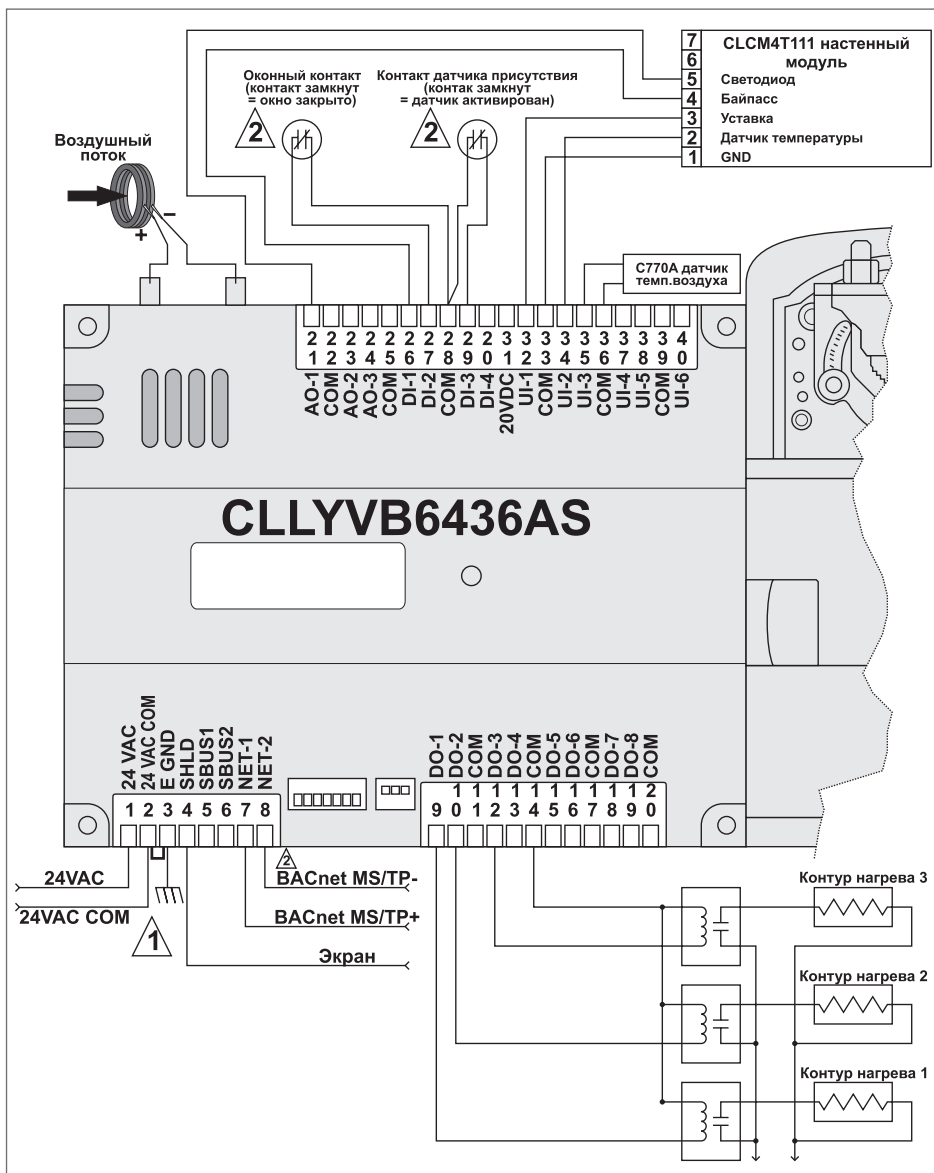 7
6
5
4
3
2
1
CLCM4T111 настенный
модуль
Светодиод
Байпасс
Уставка
Датчик температуры
GND
Оконный контакт
(контакт замкнут
= окно закрыто)
Контакт датчика присутствия
(контак замкнут
= датчик активирован)
2
2
Воздушный
поток
+
−
C770A датчик
темп.воздуха
21 22 23 24 25 26 27 28 29 20 31 32 33 34 35 36 37 38 39 40
AO-1
COM
AO-2
AO-3
COM
DI-1
DI-2
COM
DI-3
DI-4
20VDC
UI-1
COM
UI-2
UI-3
COM
UI-4
UI-5
COM
UI-6
CLLYVB6436AS
24 VAC
24 VAC COM
E GND
SHLD
SBUS1
SBUS2
NET-1
NET-2
1 2 3 4 5 6 7 8
DO-1
DO-2
COM
DO-3
DO-4
COM
DO-5
DO-6
COM
DO-7
DO-8
COM
9 10 11 12 13 14 15 16 17 18 19 20
2
24VAC
24VAC COM
1
BACnet MS/TP-
BACnet MS/TP+
Экран
Контур нагрева 3
Контур нагрева 2
Контур нагрева 1